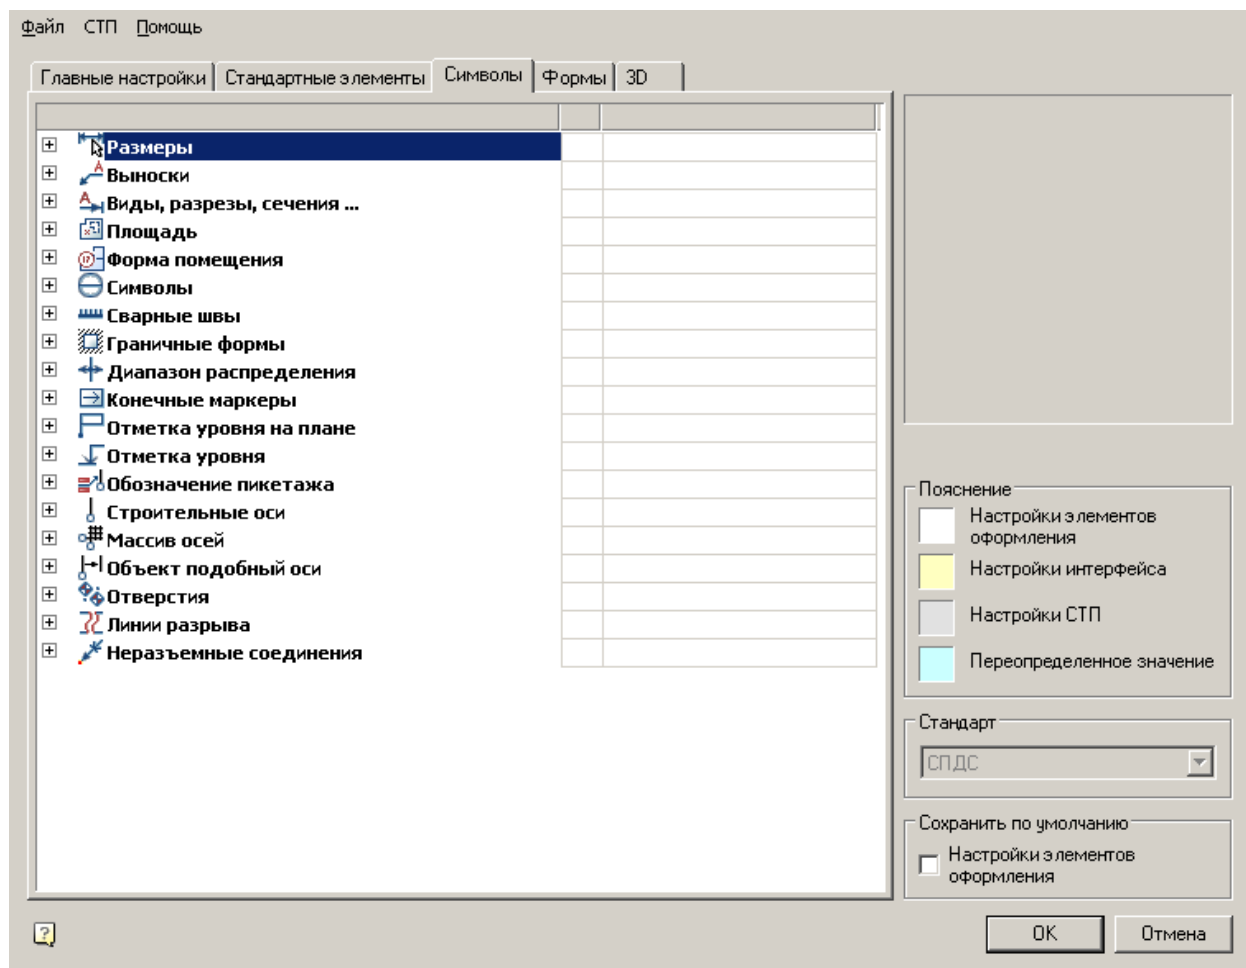 Файл СТП Помощь
Главные настройки Стандартные элементы Символы Формы 3D
Размеры
Выноски
Виды, разрезы, сечения ...
Площадь
Форма помещения
Символы
Сварные швы
Граничные формы
Диапазон распределения
Конечные маркеры
Отметка уровня на плане
Отметка уровня
Обозначение пикетажа
Строительные оси
Массив осей
Объект подобный оси
Отверстия
Линии разрыва
Неразъемные соединения
Пояснение
Настройки элементов
оформления
Настройки интерфейса
Настройки СТП
Переопределенное значение
Стандарт
СПДС
Сохранить по умолчанию
Настройки элементов
оформления
OK Отмена